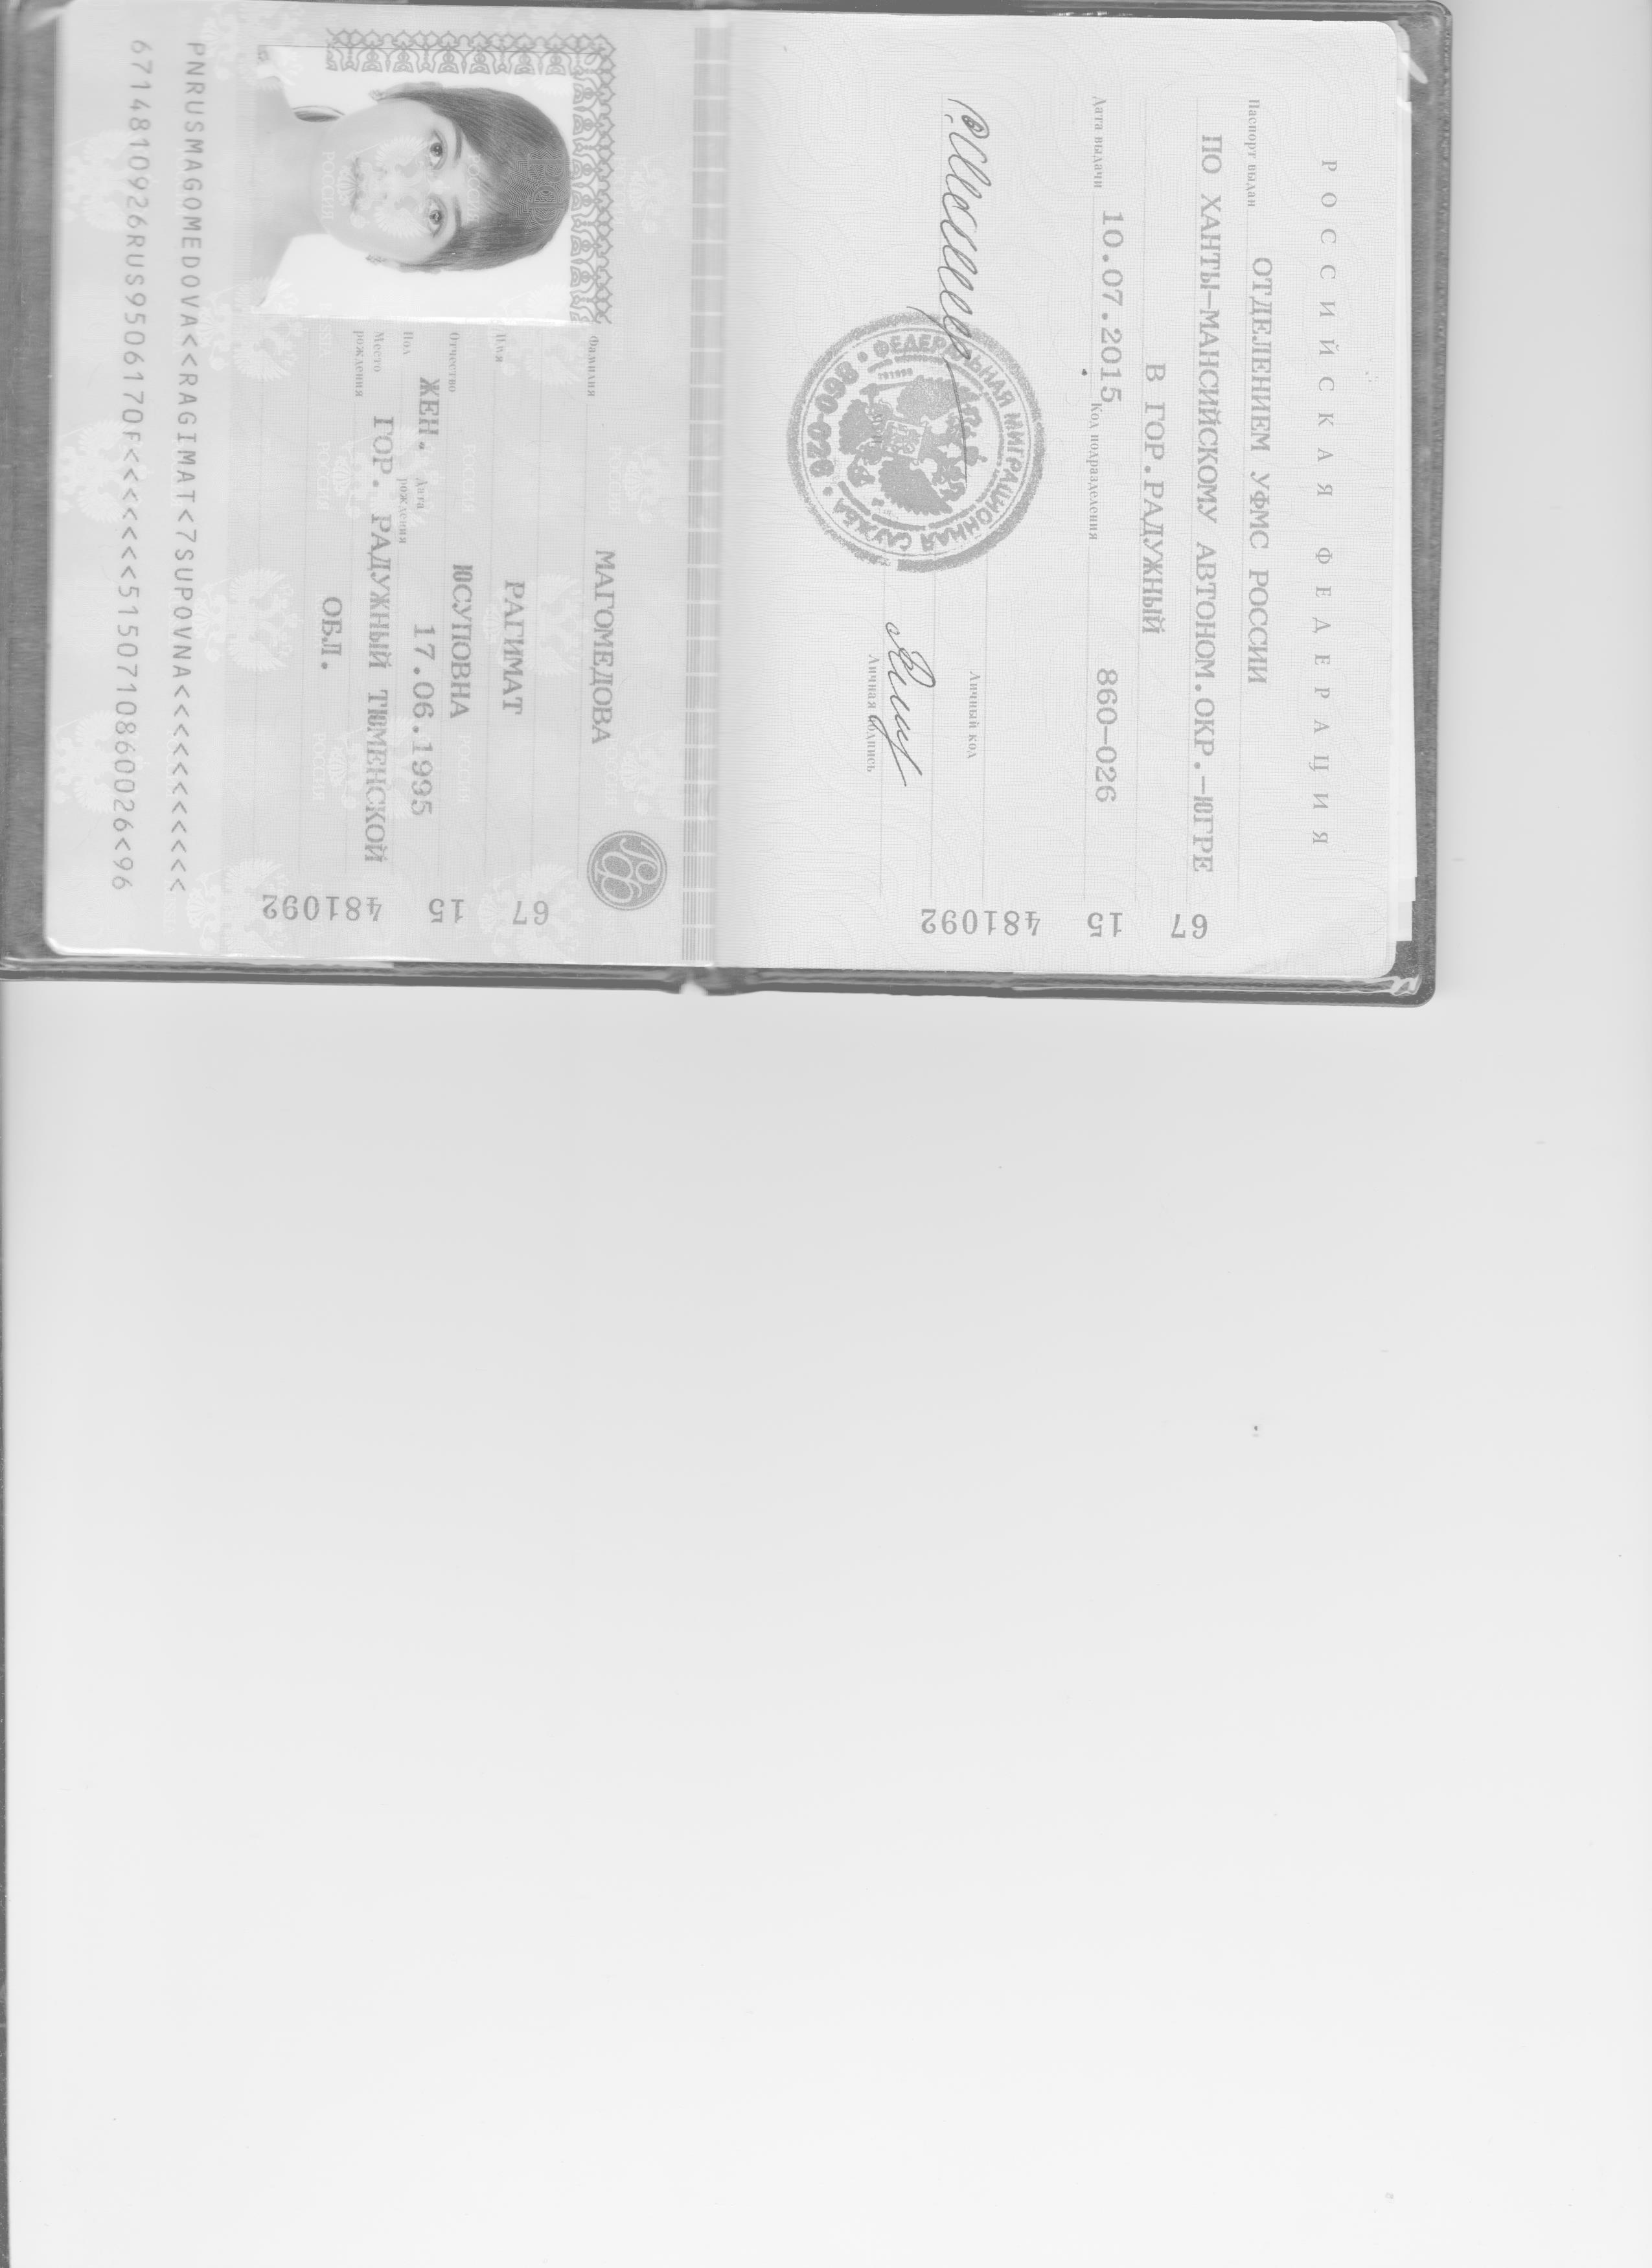 РОССИЙСКАЯ ФЕДЕРАЦИЯ
Паспорт выдан
ОТДЕЛЕНИЕМ УФМС РОССИИ
ПО ХАНТЫ-МАНСИЙСКОМУ АВТОНОМ.ОКР.-ЮГРЕ
В ГОР.РАДУЖНЫЙ
Дата выдачи 10.07.2015 Код подразделения 860-026
Личный код
Личная подпись
ФЕДЕРАЛЬНАЯ МИГРАЦИОННАЯ СЛУЖБА • 860-026 •
67 15 481092
Фамилия
МАГОМЕДОВА
Имя
РАГИМАТ
Отчество
ЮСУПОВНА
Пол ЖЕН. Дата рождения 17.06.1995
Место рождения ГОР. РАДУЖНЫЙ ТЮМЕНСКОЙ
ОБЛ.
67 15 481092
PNRUSMAGOMEDOVA<<RAGIMAT<7SUPOVNA<<<<<<<<<<<
6714810926RUS9506170F<<<<<<<5150710860026<96